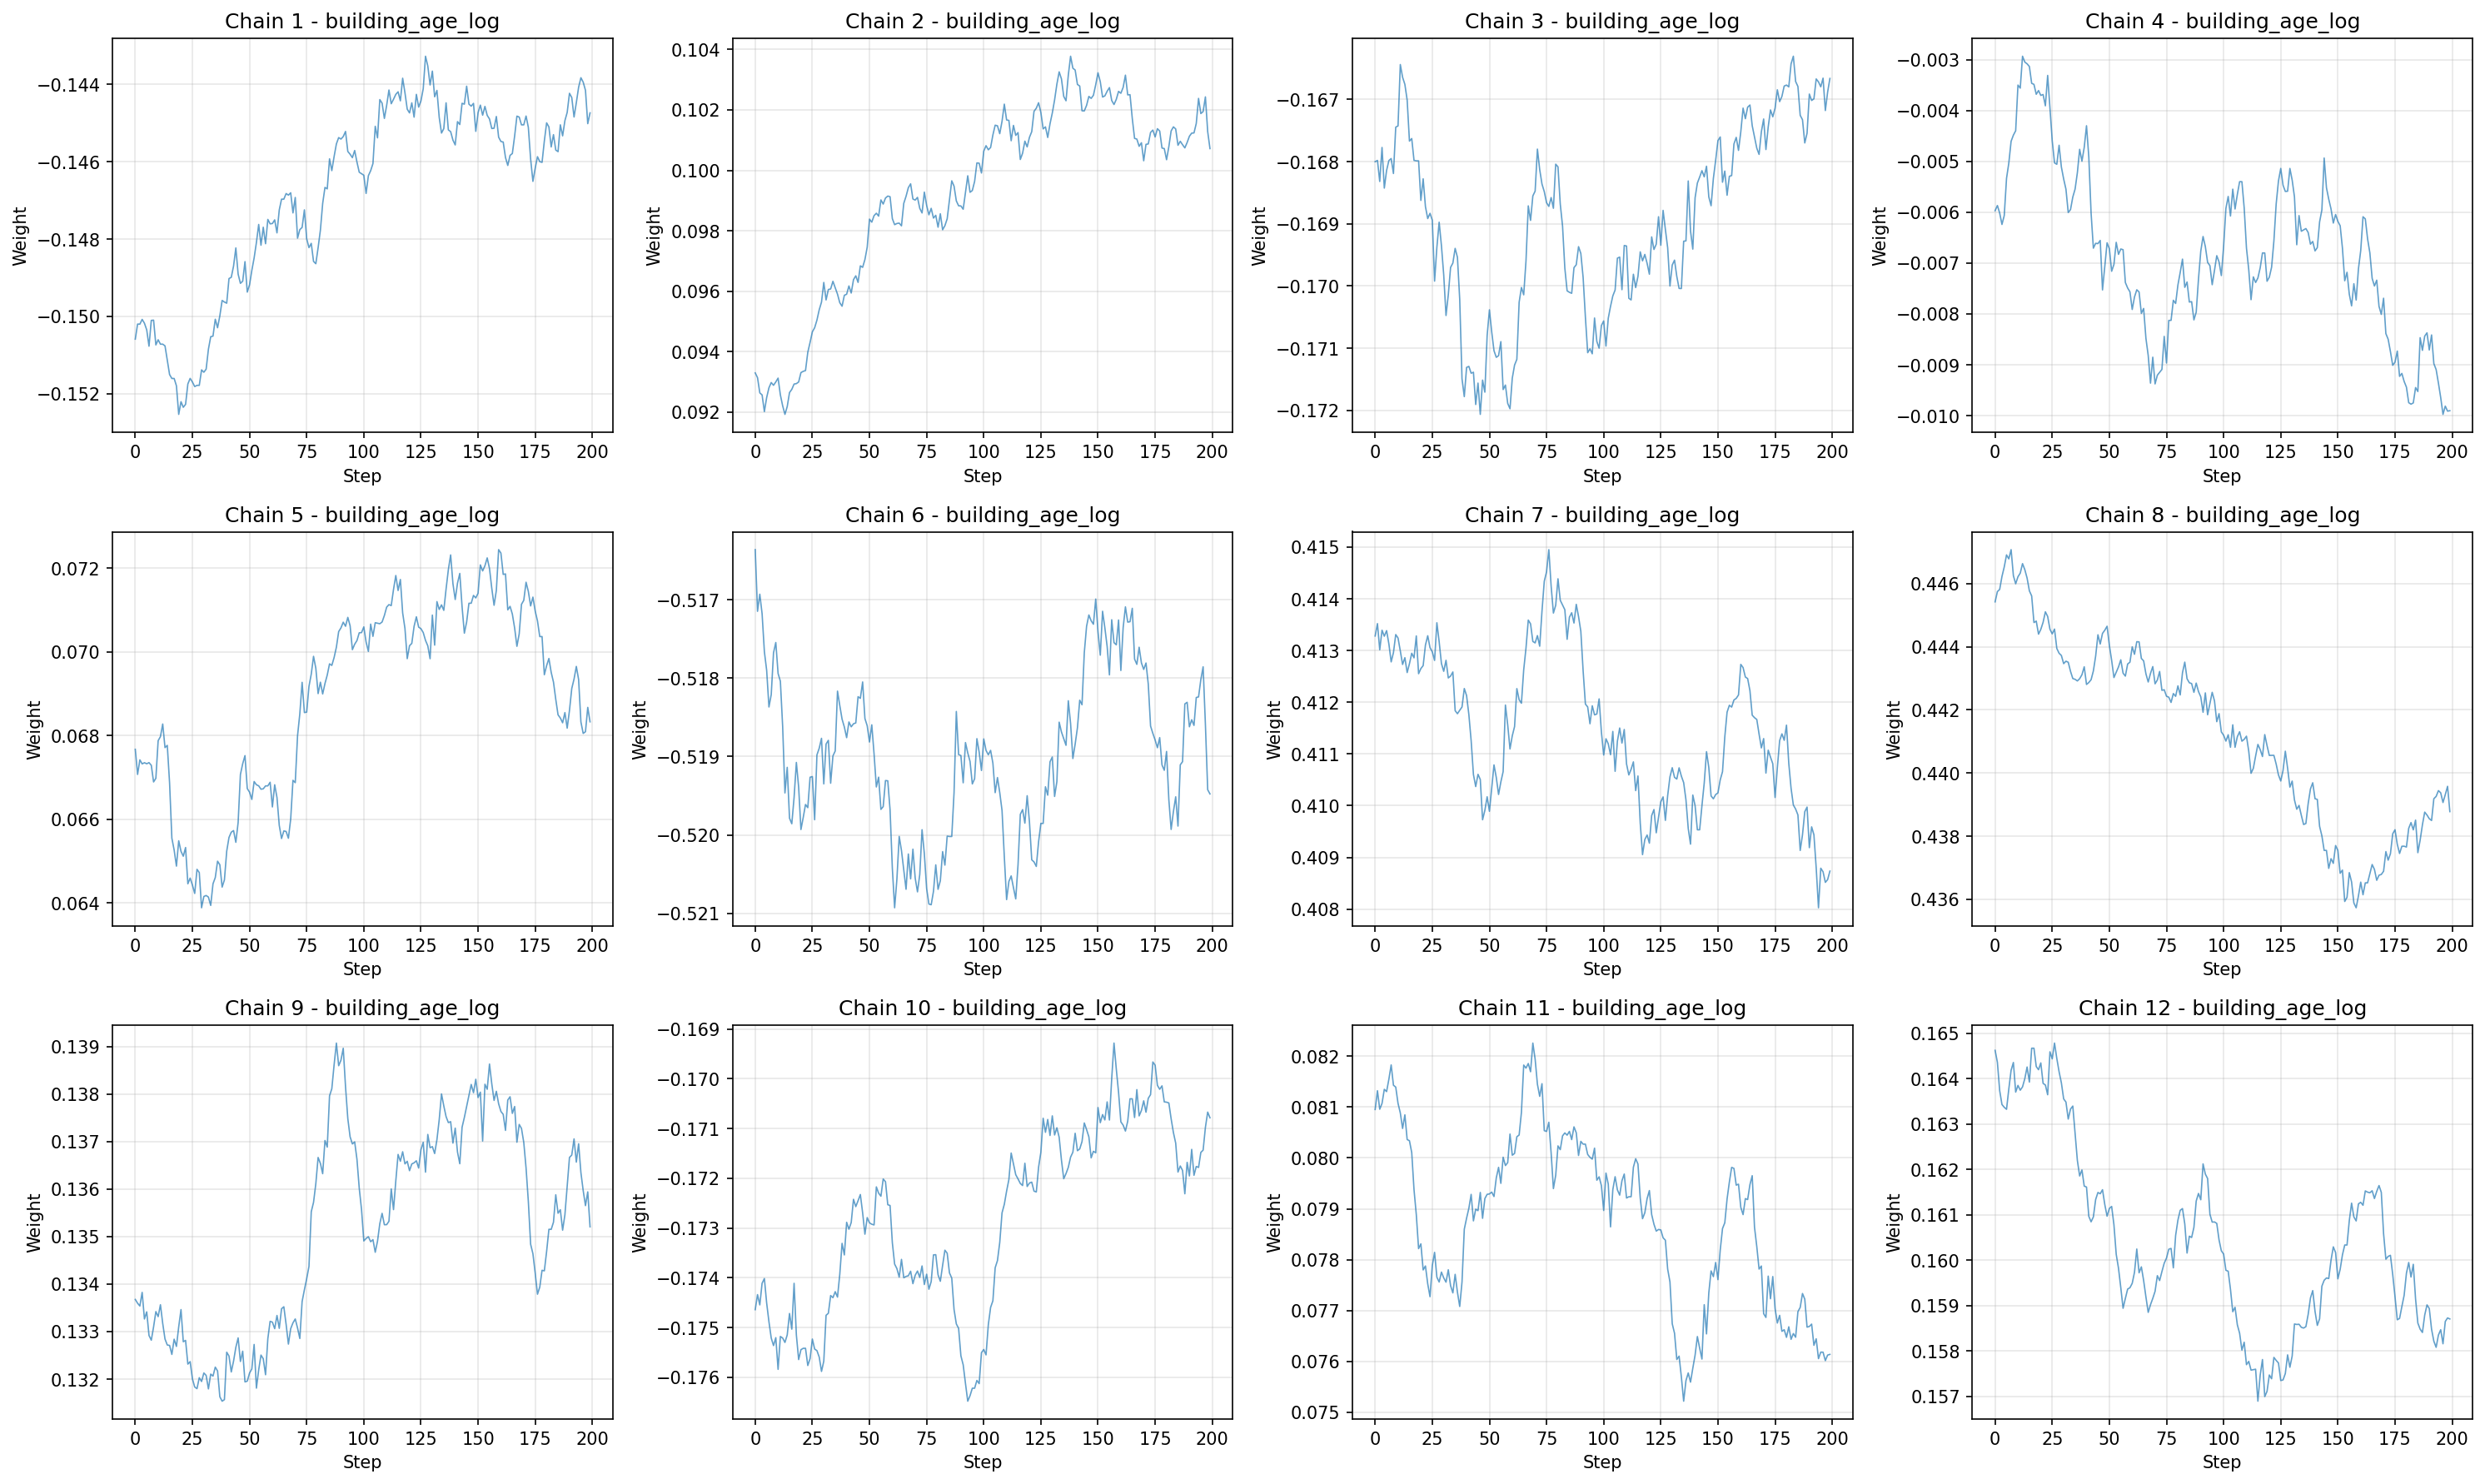 Chain 1 - building_age_log
Weight
−0.144
−0.146
−0.148
−0.150
−0.152
0 25 50 75 100 125 150 175 200
Step
Chain 2 - building_age_log
Weight
0.104
0.102
0.100
0.098
0.096
0.094
0.092
0 25 50 75 100 125 150 175 200
Step
Chain 3 - building_age_log
Weight
−0.167
−0.168
−0.169
−0.170
−0.171
−0.172
0 25 50 75 100 125 150 175 200
Step
Chain 4 - building_age_log
Weight
−0.003
−0.004
−0.005
−0.006
−0.007
−0.008
−0.009
−0.010
0 25 50 75 100 125 150 175 200
Step
Chain 5 - building_age_log
Weight
0.072
0.070
0.068
0.066
0.064
0 25 50 75 100 125 150 175 200
Step
Chain 6 - building_age_log
Weight
−0.517
−0.518
−0.519
−0.520
−0.521
0 25 50 75 100 125 150 175 200
Step
Chain 7 - building_age_log
Weight
0.415
0.414
0.413
0.412
0.411
0.410
0.409
0.408
0 25 50 75 100 125 150 175 200
Step
Chain 8 - building_age_log
Weight
0.446
0.444
0.442
0.440
0.438
0.436
0 25 50 75 100 125 150 175 200
Step
Chain 9 - building_age_log
Weight
0.139
0.138
0.137
0.136
0.135
0.134
0.133
0.132
0 25 50 75 100 125 150 175 200
Step
Chain 10 - building_age_log
Weight
−0.169
−0.170
−0.171
−0.172
−0.173
−0.174
−0.175
−0.176
0 25 50 75 100 125 150 175 200
Step
Chain 11 - building_age_log
Weight
0.082
0.081
0.080
0.079
0.078
0.077
0.076
0.075
0 25 50 75 100 125 150 175 200
Step
Chain 12 - building_age_log
Weight
0.165
0.164
0.163
0.162
0.161
0.160
0.159
0.158
0.157
0 25 50 75 100 125 150 175 200
Step